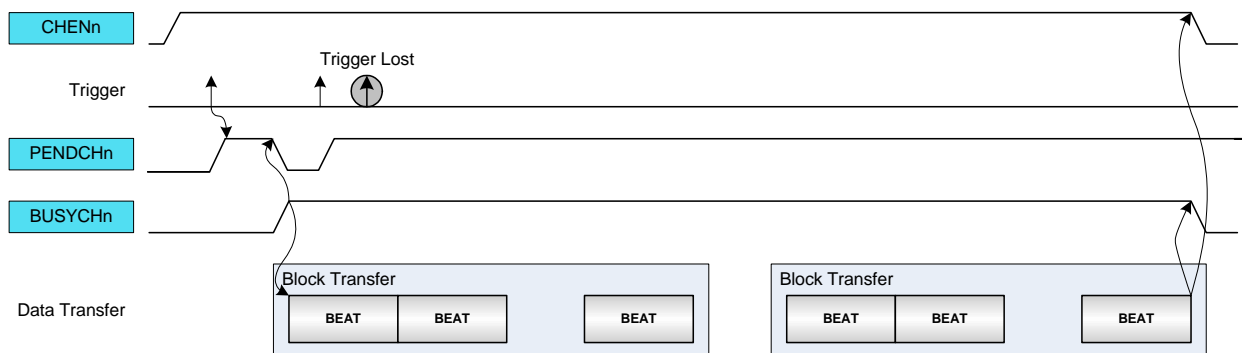 CHENn
Trigger Lost
Trigger
PENDCHn
BUSYCHn
Block Transfer
Block Transfer
Data Transfer
BEAT
BEAT
BEAT
BEAT
BEAT
BEAT